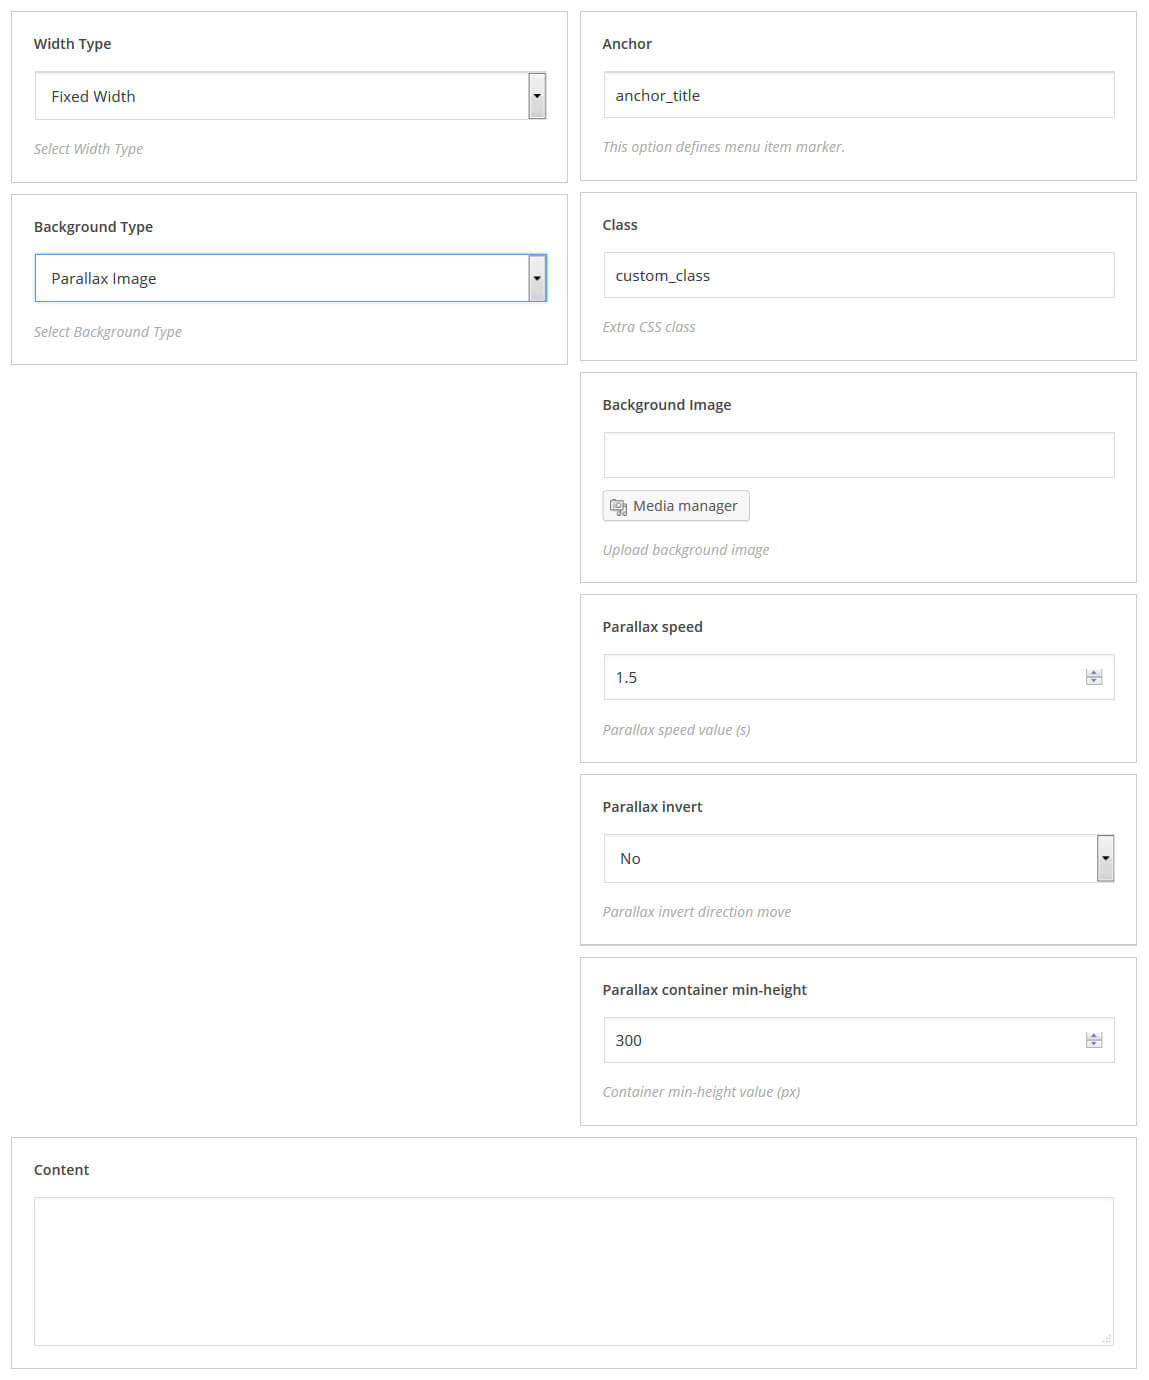 Width Type
Fixed Width
Select Width Type
Background Type
Parallax Image
Select Background Type
Anchor
anchor_title
This option defines menu item marker.
Class
custom_class
Extra CSS class
Background Image
Media manager
Upload background image
Parallax speed
1.5
Parallax speed value (s)
Parallax invert
No
Parallax invert direction move
Parallax container min-height
300
Container min-height value (px)
Content